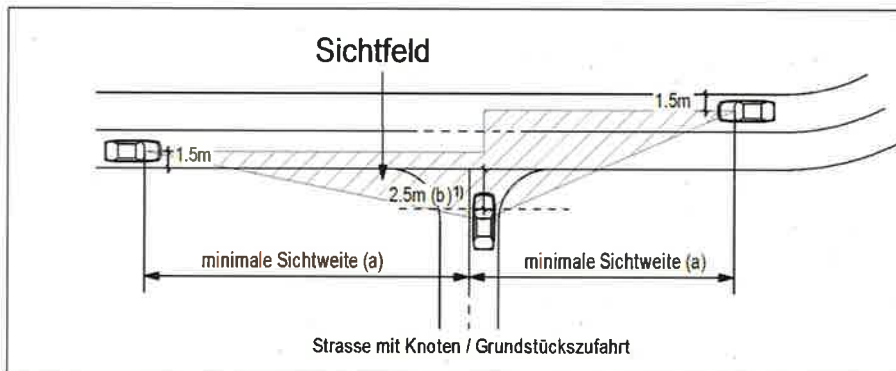 Sichtfeld
1.5m
1.5m
2.5m (b)¹⁾
minimale Sichtweite (a)
minimale Sichtweite (a)
Strasse mit Knoten / Grundstückszufahrt